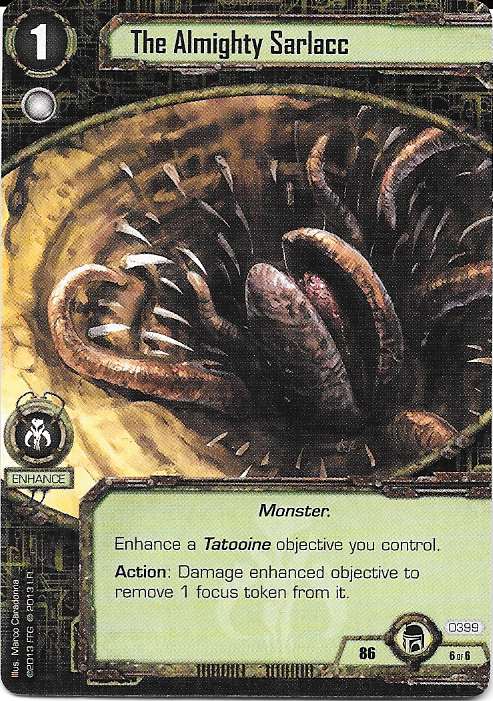 1
The Almighty Sarlacc
ENHANCE
Monster.
Enhance a Tatooine objective you control.
Action: Damage enhanced objective to
remove 1 focus token from it.
Illus. Marco Caradonna
©2013 FFG © 2013 LFL
0399
86
6 OF 6